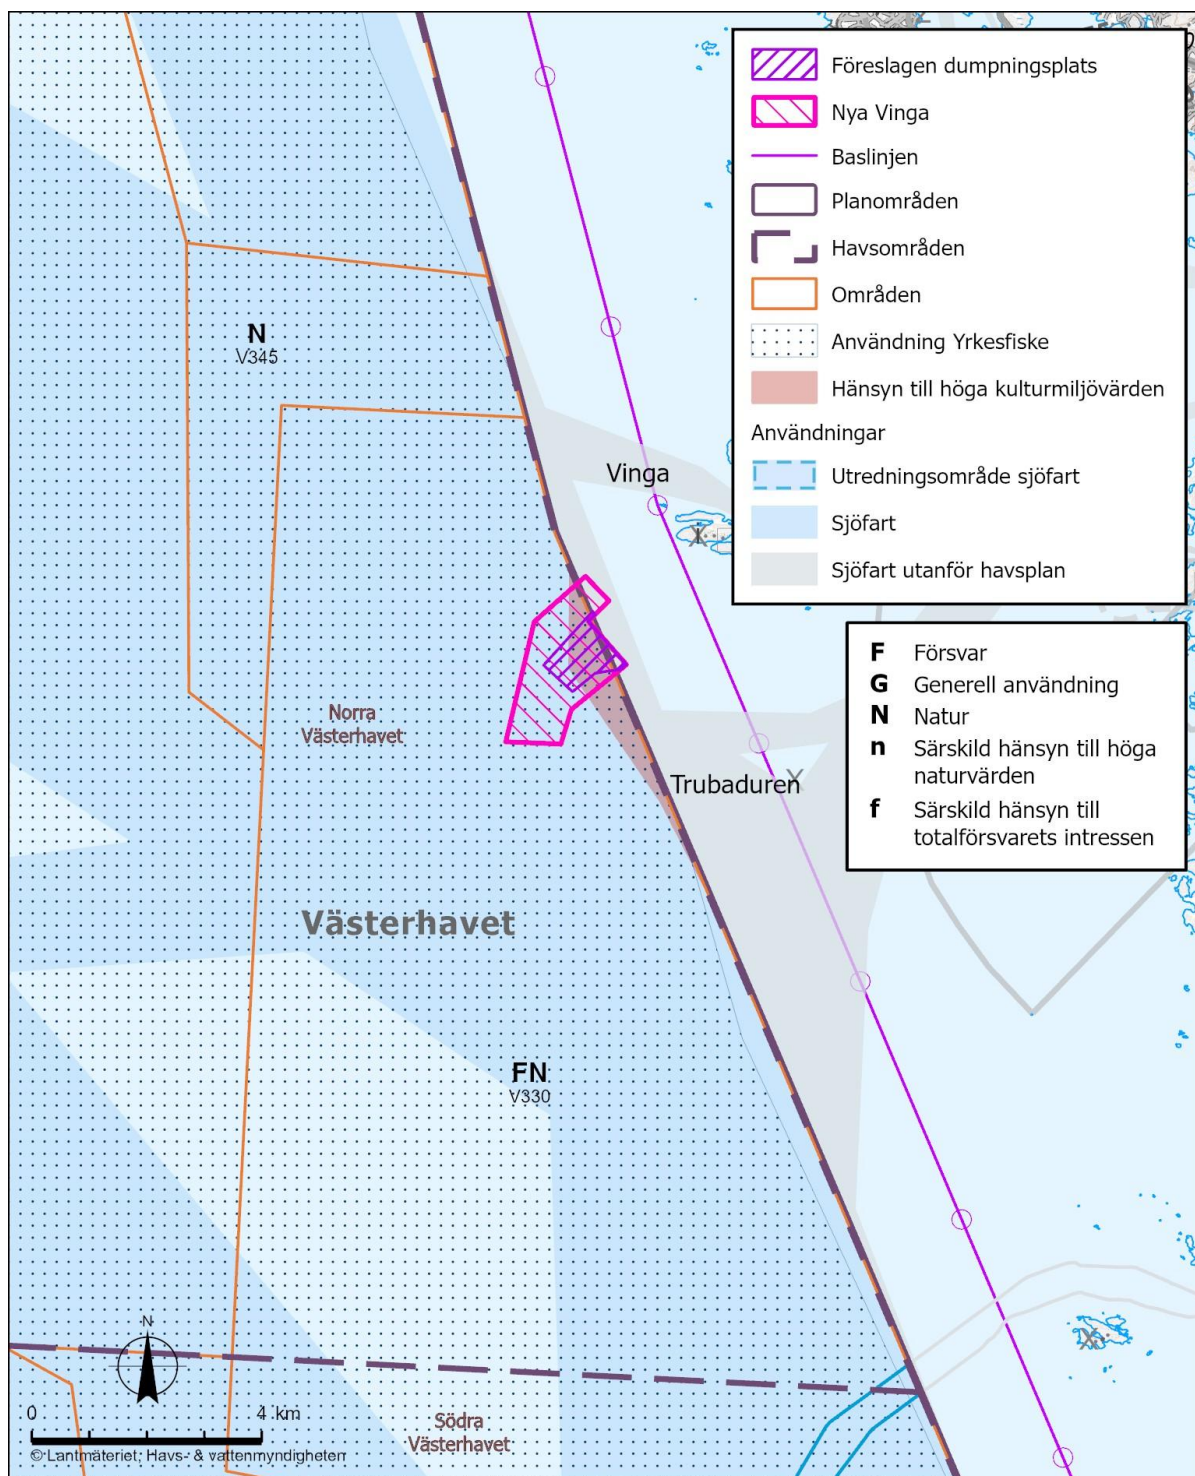 Föreslagen dumpningsplats
Nya Vinga
Baslinjen
Planområden
Havsområden
Områden
Användning Yrkesfiske
Hänsyn till höga kulturmiljövärden
Användningar
Utredningsområde sjöfart
Sjöfart
Sjöfart utanför havsplan
F Försvar
G Generell användning
N Natur
n Särskild hänsyn till höga
naturvärden
f Särskild hänsyn till
totalförsvarets intressen
N
V345
Vinga
Norra
Västerhavet
Trubaduren
Västerhavet
FN
V330
N
0 4 km
Södra
Västerhavet
© Lantmäteriet, Havs- & vattenmyndigheten